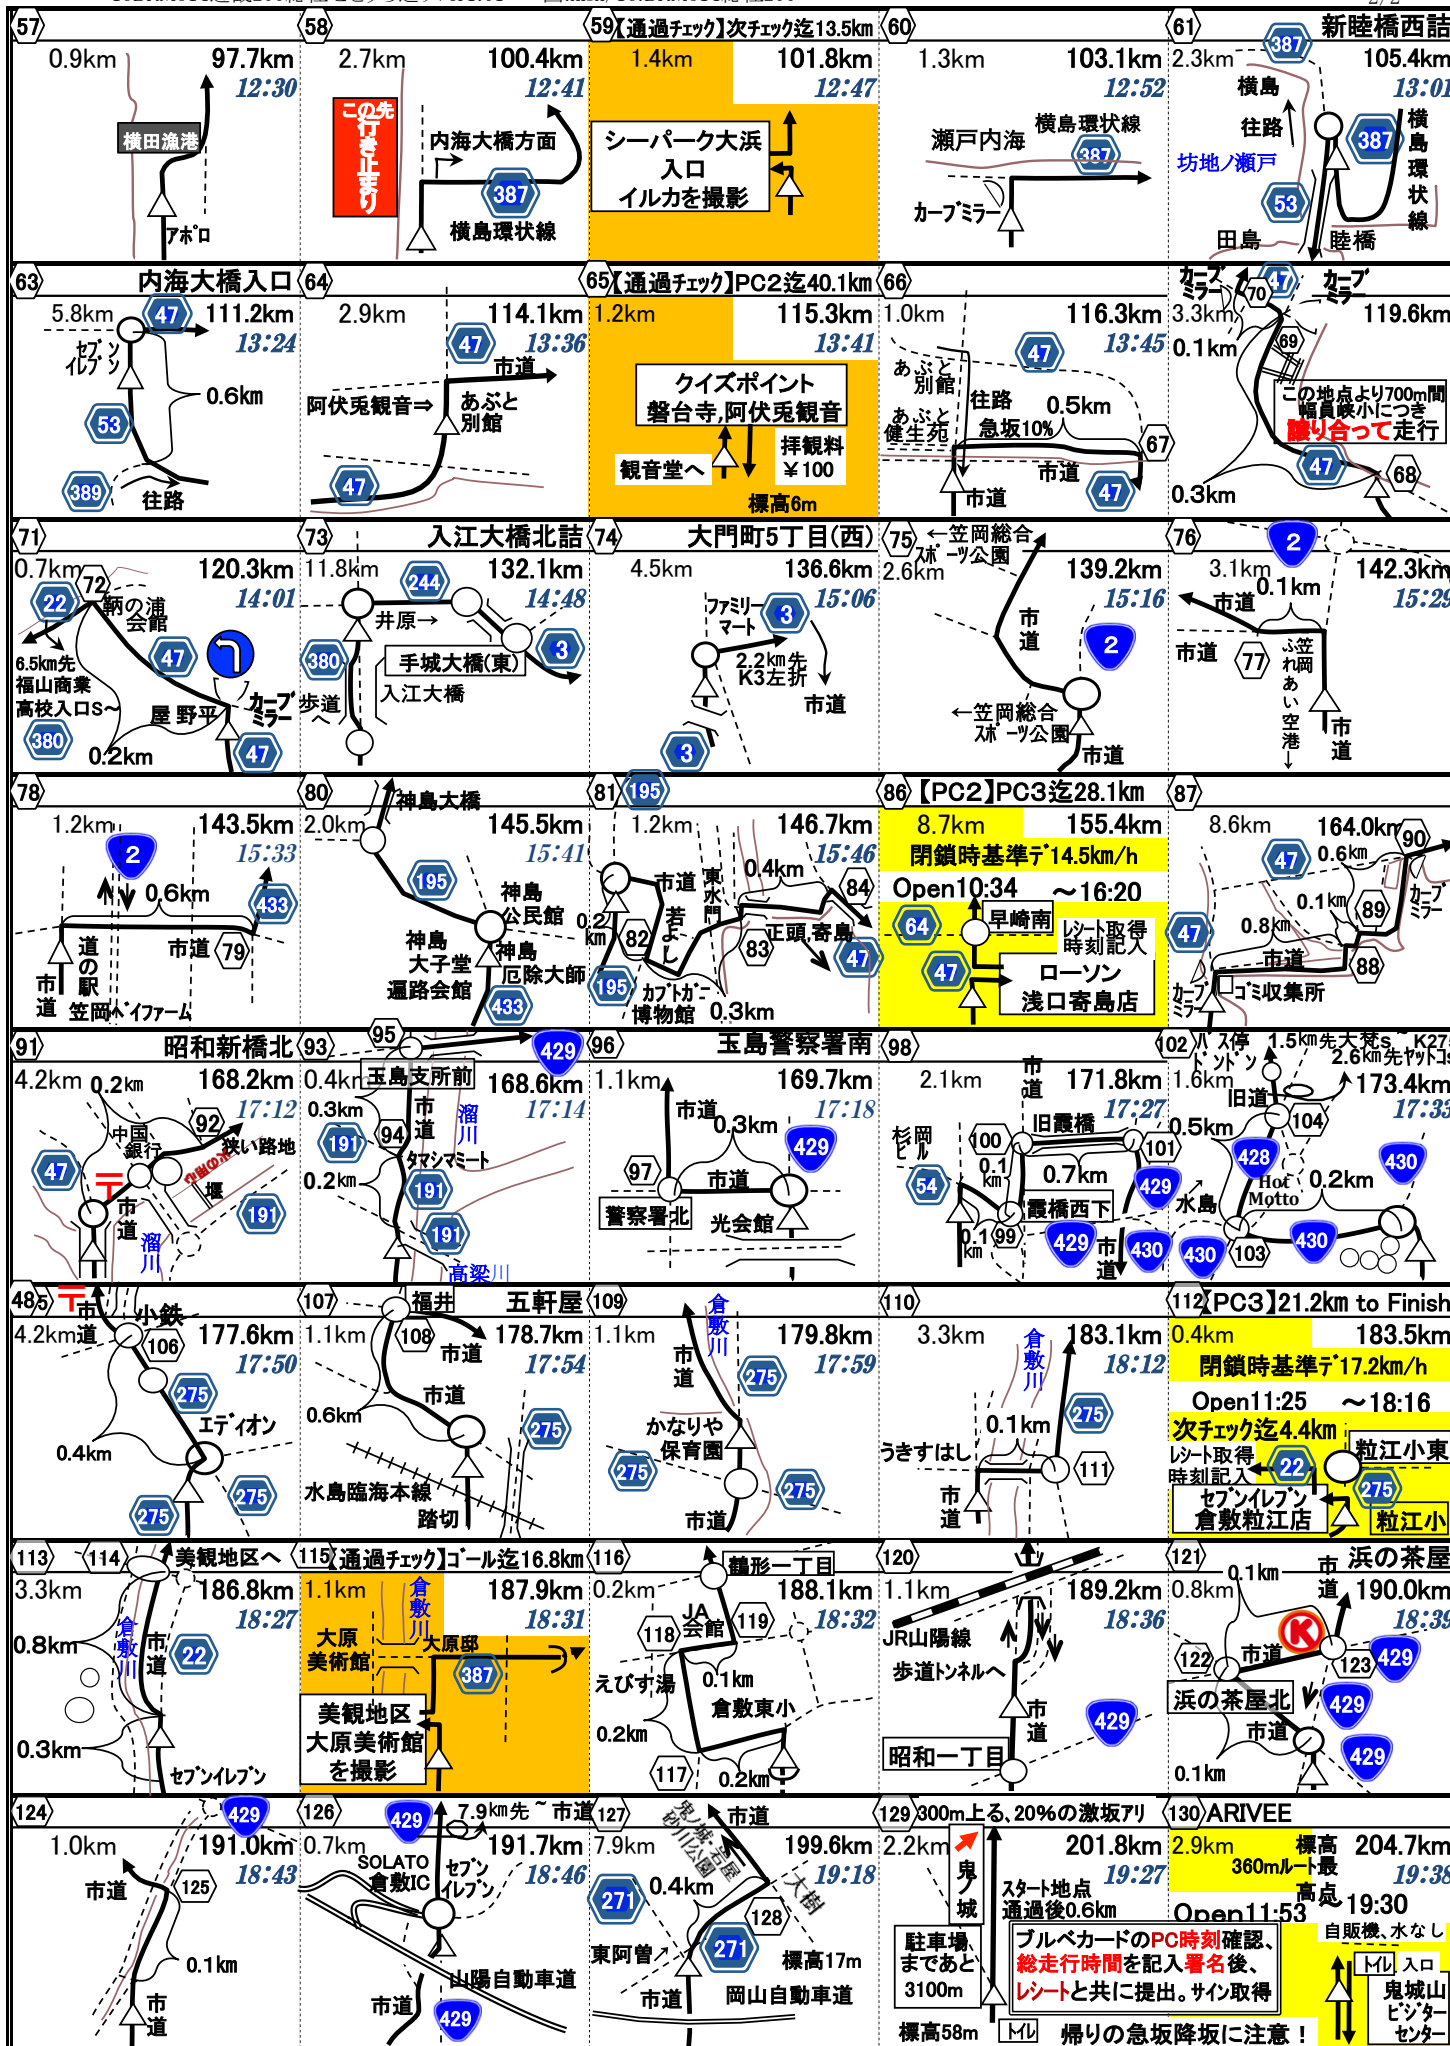 57
0.9km
97.7km
12:30
横田漁港
アポロ
58
2.7km
100.4km
12:41
この先
行き止まり
内海大橋方面
387
横島環状線
59
【通過チェック】次チェック迄13.5km
1.4km
101.8km
12:47
シーパーク大浜
入口
イルカを撮影
60
1.3km
103.1km
12:52
瀬戸内海
横島環状線
387
カーブミラー
61
新睦橋西詰
387
2.3km
105.4km
13:01
横島
往路
坊地ノ瀬戸
387
横島環状線
53
田島
睦橋
63
内海大橋入口
5.8km
47
111.2km
13:24
セブン
イレブン
0.6km
53
389
往路
64
2.9km
114.1km
13:36
47
市道
阿伏兎観音⇒
あぶと
別館
47
65
【通過チェック】PC2迄40.1km
1.2km
115.3km
13:41
クイズポイント
磐台寺,阿伏兎観音
観音堂へ
拝観料
￥100
標高6m
66
1.0km
116.3km
13:45
47
あぶと
別館
往路
0.5km
あぶと
健生苑
急坂10%
67
市道
市道
47
カーブ
ミラー
70
47
カーブ
ミラー
3.3km
119.6km
0.1km
69
この地点より700m間
幅員狭小につき
譲り合って走行
47
68
0.3km
71
0.7km
72
120.3km
14:01
22
鞆の浦
会館
47
6.5km先
福山商業
高校入口S～
380
屋 野平
カーブ
ミラー
0.2km
47
73
入江大橋北詰
11.8km
244
132.1km
14:48
井原→
380
手城大橋(東)
3
歩道
へ
入江大橋
74
大門町5丁目(西)
4.5km
136.6km
15:06
ファミリー
マート
3
2.2km先
K3左折
市道
3
75
←笠岡総合
スポーツ公園
2.6km
139.2km
15:16
市道
2
←笠岡総合
スポーツ公園
市道
76
2
3.1km
142.3km
15:29
0.1km
市道
市道
77
笠岡
ふれあい空港→
市道
78
1.2km
143.5km
15:33
2
0.6km
433
市道
79
市道
道の駅
笠岡ベイファーム
80
神島大橋
2.0km
145.5km
15:41
195
神島
公民館
神島
大子堂
遍路会館
神島
厄除大師
433
81
195
1.2km
146.7km
15:46
0.4km
市道
東水門
84
0.2
km
82
若よし
83
正頭,寄島
47
195
カブトガニ
博物館
0.3km
86
【PC2】PC3迄28.1km
8.7km
155.4km
閉鎖時基準デ14.5km/h
Open10:34
～16:20
64
早崎南
レシート取得
時刻記入
47
ローソン
浅口寄島店
87
8.6km
164.0km
90
47
0.6km
0.1km
89
カーブ
ミラー
0.8km
47
市道
88
カーブ
ミラー
ゴミ収集所
91
昭和新橋北
4.2km
0.2km
168.2km
17:12
中国
銀行
92
狭い路地
47
〒
市道
堰
溜川
191
93
95
429
玉島支所前
0.4km
168.6km
17:14
0.3km
市道
溜川
191
94
タマシマミート
0.2km
191
191
高梁川
96
玉島警察署南
1.1km
169.7km
17:18
市道
0.3km
429
97
市道
警察署北
光会館
98
2.1km
市道
171.8km
17:27
杉岡
ビル
100
旧霞橋
101
0.1
km
0.7km
54
429
霞橋西下
0.1
km
99
429
市道
430
102
バス停
ドンドン
1.5km先大梵s～K275
2.6km先ヤットコs
1.6km
173.4km
17:33
旧道
0.5km
104
428
430
Hot
Motto
0.2km
水島
430
103
430
485
〒
市道
小鉄
4.2km
106
177.6km
17:50
275
エディオン
0.4km
275
275
107
福井
五軒屋
1.1km
108
178.7km
17:54
市道
市道
0.6km
275
水島臨海本線
踏切
109
倉敷川
1.1km
179.8km
17:59
市道
275
かなりや
保育園
275
275
市道
110
3.3km
183.1km
18:12
倉敷川
0.1km
275
うきすはし
111
市道
112
【PC3】21.2km to Finish
0.4km
183.5km
閉鎖時基準デ17.2km/h
Open11:25
～18:16
次チェック迄4.4km
レシート取得
時刻記入
22
粒江小東
275
セブンイレブン
倉敷粒江店
粒江小
113
114
美観地区へ
3.3km
186.8km
18:27
倉敷川
0.8km
市道
22
0.3km
セブンイレブン
115
【通過チェック】ゴール迄16.8km
1.1km
倉敷川
187.9km
18:31
大原
美術館
大原邸
387
美観地区
大原美術館
を撮影
116
鶴形一丁目
0.2km
188.1km
18:32
JA
会館
119
118
えびす湯
0.1km
倉敷東小
0.2km
117
0.2km
120
1.1km
189.2km
18:36
JR山陽線
歩道トンネルへ
市道
429
昭和一丁目
121
浜の茶屋
0.1km
市道
0.8km
190.0km
18:39
K
122
市道
123
429
浜の茶屋北
429
市道
429
0.1km
124
429
1.0km
191.0km
18:43
市道
125
0.1km
市道
126
429
7.9km先～市道
0.7km
191.7km
18:46
SOLATO
倉敷IC
セブン
イレブン
山陽自動車道
市道
429
127
市道
7.9km
鬼ノ城,岩屋
砂川公園
199.6km
19:18
271
0.4km
大樹
128
東阿曽
271
標高17m
市道
岡山自動車道
129
300m上る、20%の激坂アリ
2.2km
201.8km
19:27
鬼ノ城
スタート地点
通過後0.6km
駐車場
まであと
3100m
ブルベカードのPC時刻確認、
総走行時間を記入署名後、
レシートと共に提出。サイン取得
標高58m
トイレ
帰りの急坂降坂に注意！
130
ARIVEE
2.9km
標高
360mルート最
高点
204.7km
19:38
Open11:53
～19:30
自販機、水なし
トイレ
入口
鬼城山
ビジター
センター